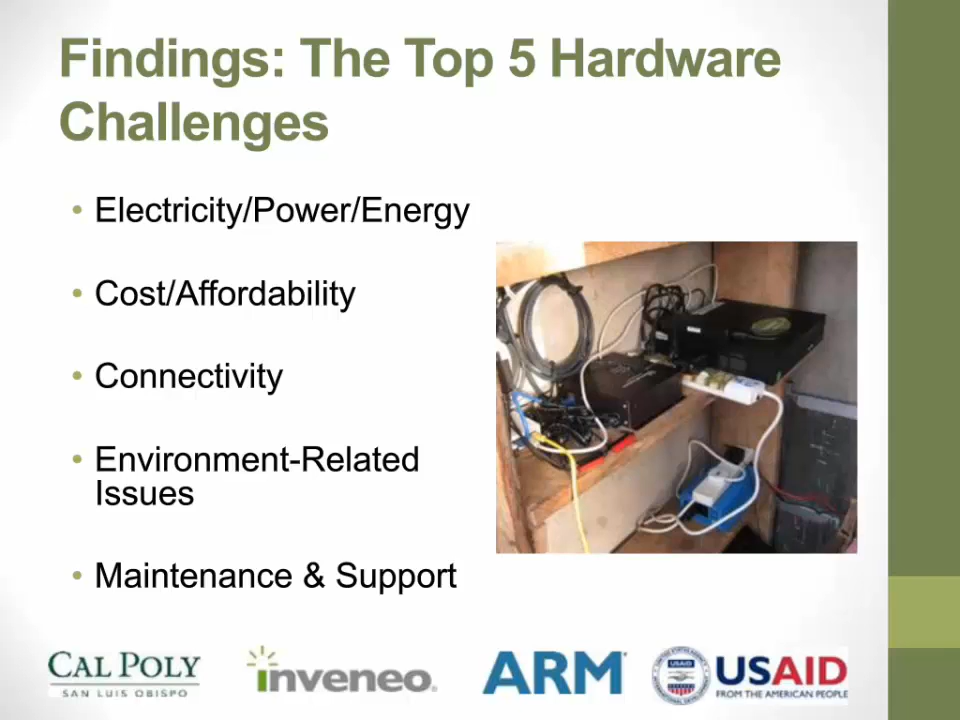 Findings: The Top 5 Hardware
Challenges
• Electricity/Power/Energy
• Cost/Affordability
• Connectivity
• Environment-Related
Issues
• Maintenance & Support
CAL POLY
SAN LUIS OBISPO
inveneo
ARM
USAID
USAID
FROM THE AMERICAN PEOPLE